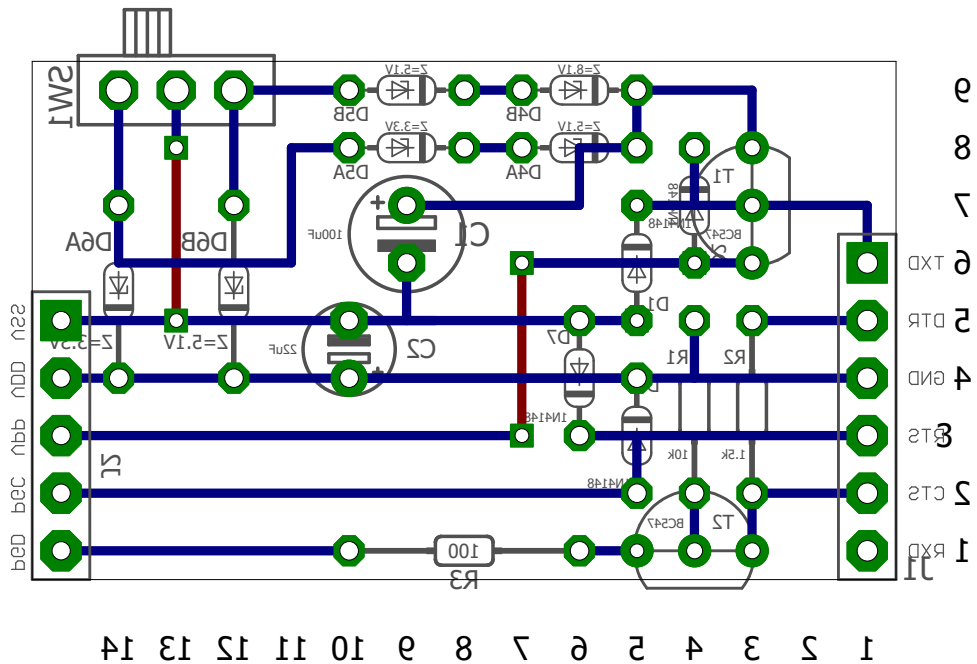 SW1
Z=5.1V
Z=8.1V
9
D5B
D4B
Z=3.3V
Z=5.1V
8
D5A
D4A
T1
1N4148
7
C1
100uF
BC547
D6A
D6B
TXD
6
D1
VSS
DTR
5
Z=3.3V
Z=5.1V
22uF
C2
D7
R1
R2
VDD
GND
4
1N4148
VPP
RTS
3
J2
10k
1.5k
PGC
1N4148
CTS
2
BC547
T2
PGD
100
RXD
1
R3
J1
14 13 12 11 10 9 8 7 6 5 4 3 2 1